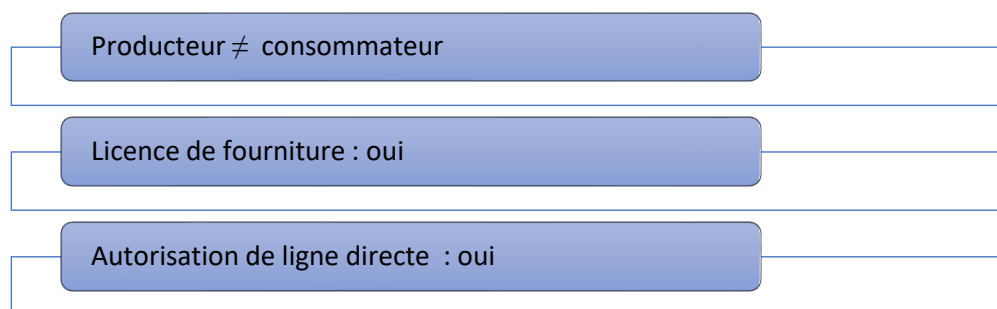 Producteur ≠ consommateur
Licence de fourniture : oui
Autorisation de ligne directe : oui